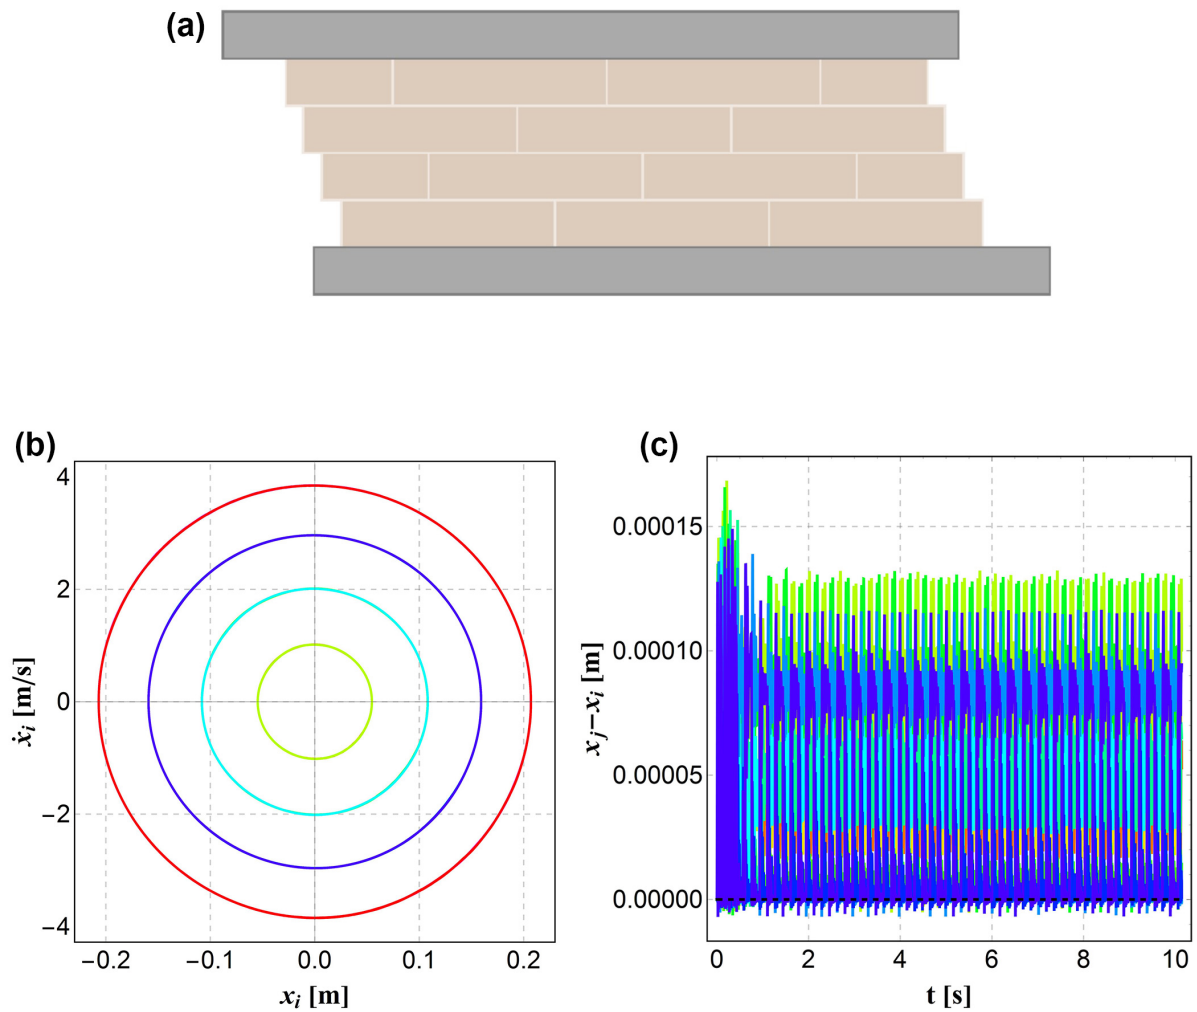 (a)
(b)
4
2
0
−2
−4
ẋᵢ [m/s]
−0.2 −0.1 0.0 0.1 0.2
xᵢ [m]
(c)
0.00015
0.00010
0.00005
0.00000
xⱼ−xᵢ [m]
0 2 4 6 8 10
t [s]